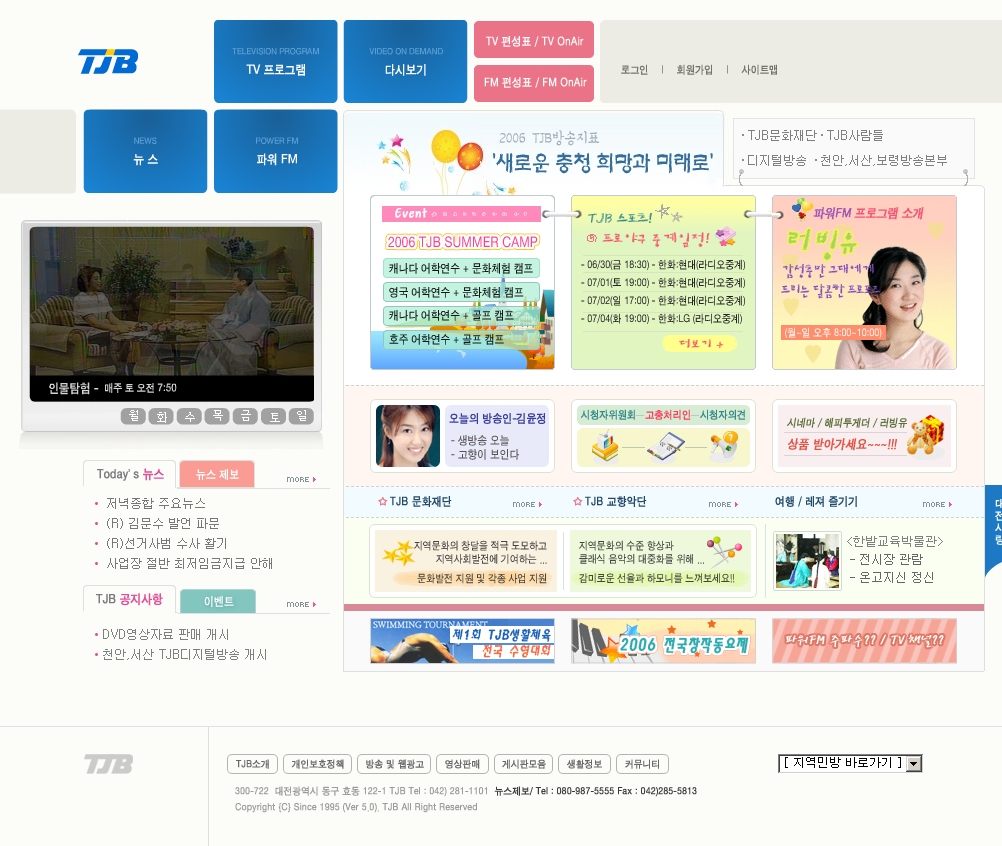 TJB
TELEVISION PROGRAM
TV 프로그램
VIDEO ON DEMAND
다시보기
TV 편성표 / TV OnAir
FM 편성표 / FM OnAir
로그인 | 회원가입 | 사이트맵
NEWS
뉴 스
POWER FM
파워 FM
2006 TJB방송지표
'새로운 충청 희망과 미래로'
· TJB문화재단 · TJB사람들
· 디지털방송 · 천안,서산,보령방송본부
Event
2006 TJB SUMMER CAMP
캐나다 어학연수 + 문화체험 캠프
영국 어학연수 + 문화체험 캠프
캐나다 어학연수 + 골프 캠프
호주 어학연수 + 골프 캠프
TJB 스포츠!
프로야구 중계일정!
- 06/30(금 18:30) - 한화:현대(라디오중계)
- 07/01(토 19:00) - 한화:현대(라디오중계)
- 07/02(일 17:00) - 한화:현대(라디오중계)
- 07/04(화 19:00) - 한화:LG (라디오중계)
더보기 +
파워FM 프로그램 소개
러빙유
감성충만 그대에게
드리는 달콤한 프로포즈
(월~일 오후 8:00~10:00)
인물탐험 - 매주 토 오전 7:50
월 화 수 목 금 토 일
오늘의 방송인-김윤정
- 생방송 오늘
- 고향이 보인다
시청자위원회 고충처리인 시청자의견
시네마 / 해피투게더 / 러빙유
상품 받아가세요~~~!!!
Today's 뉴스
뉴스 제보
MORE
· 저녁종합 주요뉴스
· (R) 김문수 발언 파문
· (R)선거사범 수사 활기
· 사업장 절반 최저임금지급 안해
TJB 공지사항
이벤트
MORE
· DVD영상자료 판매 개시
· 천안,서산 TJB디지털방송 개시
TJB 문화재단
MORE
TJB 교향악단
MORE
여행 / 레져 즐기기
MORE
대전시령
지역문화의 창달을 적극 도모하고
지역사회발전에 기여하는 ...
문화발전 지원 및 각종 사업 지원
지역문화의 수준 향상과
클래식 음악의 대중화를 위해 ...
감미로운 선율과 하모니를 느껴보세요!!
<한밭교육박물관>
- 전시장 관람
- 온고지신 정신
SWIMMING TOURNAMENT
제1회 TJB생활체육
전국 수영대회
2006 전국창작동요제
파워FM 주파수?? / TV 채널??
TJB
TJB소개
개인보호정책
방송 및 웹광고
영상판매
게시판모음
생활정보
커뮤니티
[ 지역민방 바로가기 ]
300-722 대전광역시 동구 효동 122-1 TJB Tel : 042) 281-1101 뉴스제보/ Tel : 080-987-5555 Fax : 042)285-5813
Copyright {C} Since 1995 (Ver 5.0). TJB All Right Reserved